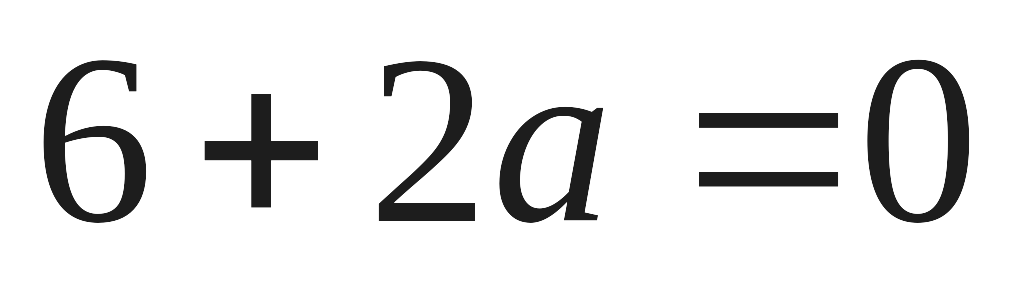 6 + 2a = 0